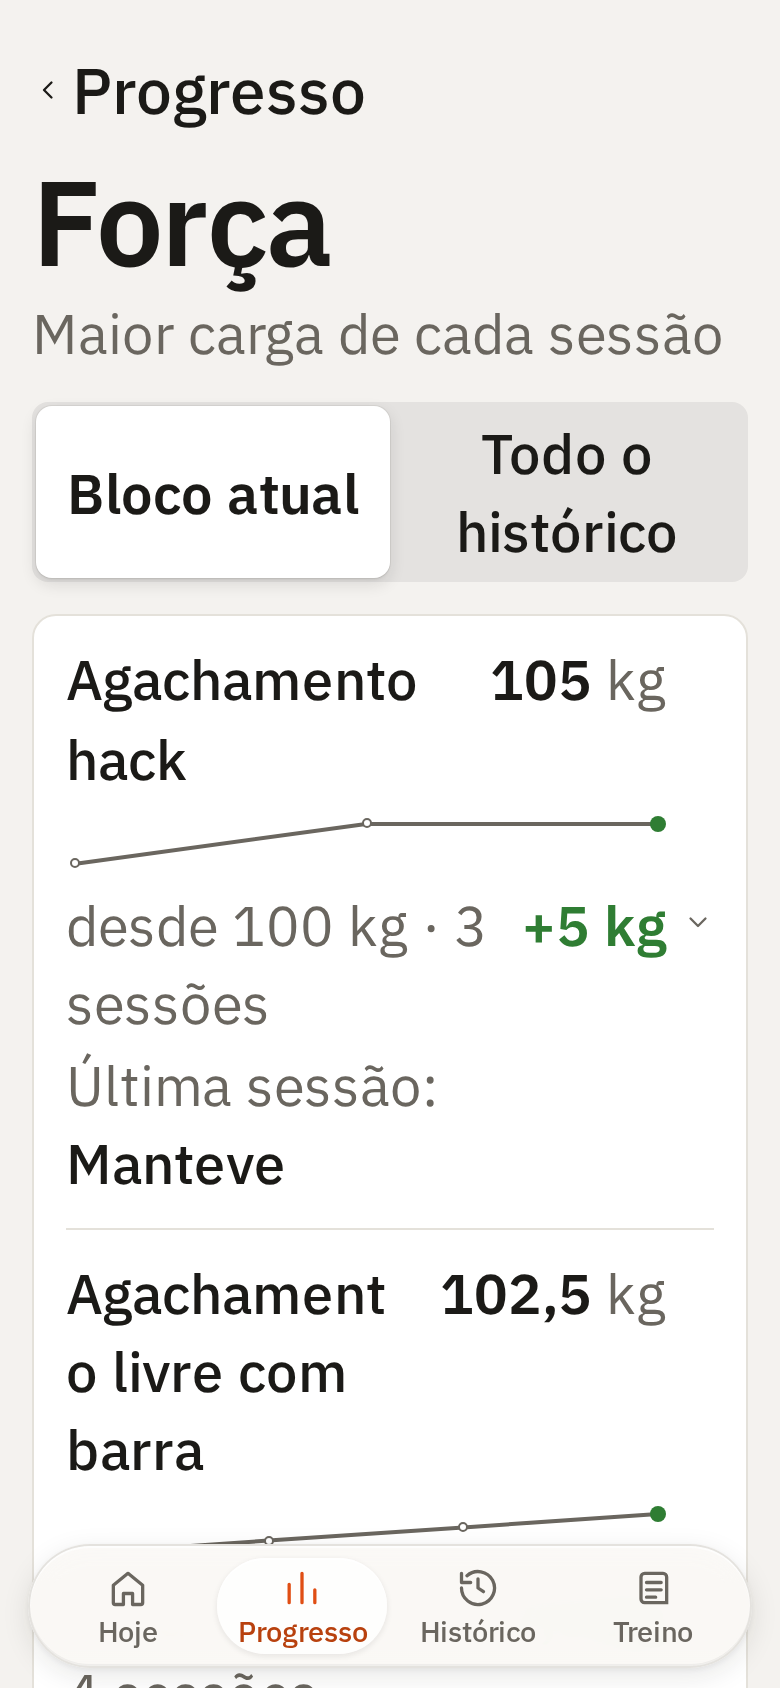 Progresso
Força
Maior carga de cada sessão
Bloco atual
Todo o
histórico
Agachamento
hack
105 kg
desde 100 kg · 3
sessões
+5 kg
Última sessão:
Manteve
Agachament
o livre com
barra
102,5 kg
Hoje
Progresso
Histórico
Treino